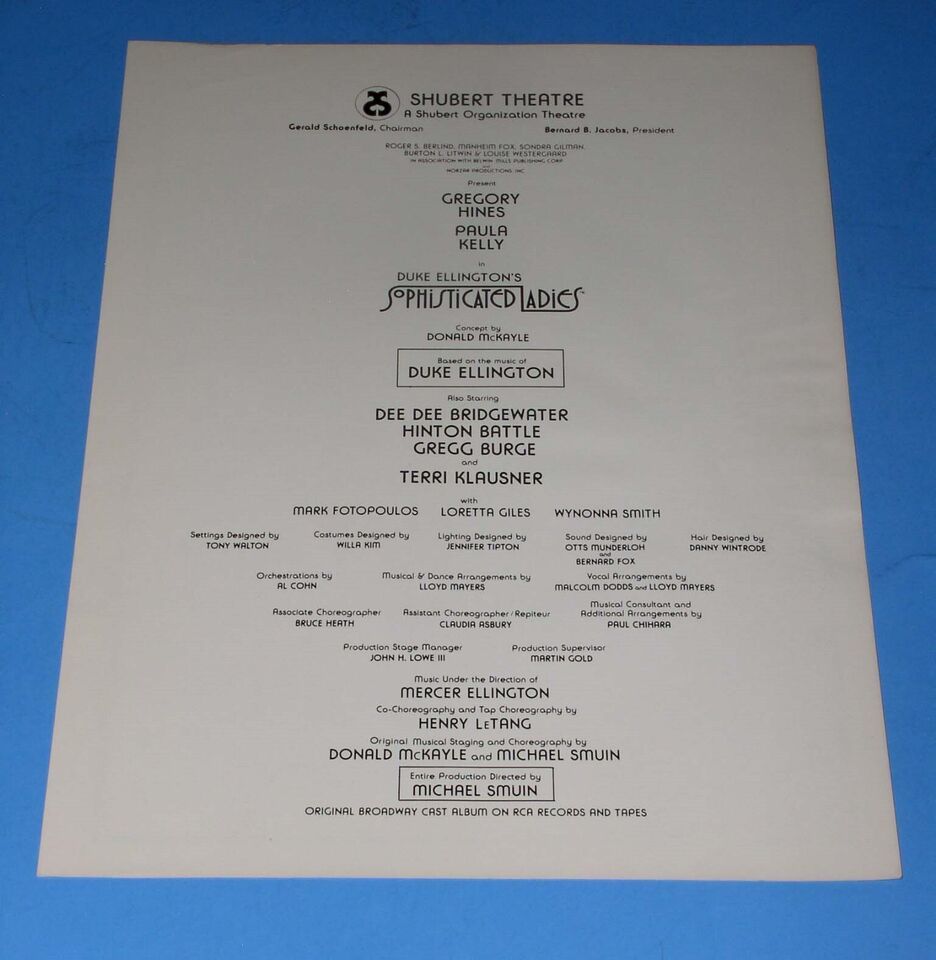 SHUBERT THEATRE
A Shubert Organization Theatre
Gerald Schoenfeld, Chairman Bernard B. Jacobs, President
ROGER S. BERLIND, MANHEIM FOX, SONDRA GILMAN,
BURTON L. LITWIN & LOUISE WESTERGAARD
IN ASSOCIATION WITH BELWIN MILLS PUBLISHING CORP.
and
NORZAR PRODUCTIONS INC
Present
GREGORY
HINES
PAULA
KELLY
in
DUKE ELLINGTON'S
SOPHISTICATED LADIES™
Concept by
DONALD McKAYLE
Based on the music of
DUKE ELLINGTON
Also Starring
DEE DEE BRIDGEWATER
HINTON BATTLE
GREGG BURGE
and
TERRI KLAUSNER
with
MARK FOTOPOULOS LORETTA GILES WYNONNA SMITH
Settings Designed by Costumes Designed by Lighting Designed by Sound Designed by Hair Designed by
TONY WALTON WILLA KIM JENNIFER TIPTON OTTS MUNDERLOH DANNY WINTRODE
and
BERNARD FOX
Orchestrations by Musical & Dance Arrangements by Vocal Arrangements by
AL COHN LLOYD MAYERS MALCOLM DODDS and LLOYD MAYERS
Musical Consultant and
Associate Choreographer Assistant Choreographer/Repiteur Additional Arrangements by
BRUCE HEATH CLAUDIA ASBURY PAUL CHIHARA
Production Stage Manager Production Supervisor
JOHN H. LOWE III MARTIN GOLD
Music Under the Direction of
MERCER ELLINGTON
Co-Choreography and Tap Choreography by
HENRY LeTANG
Original Musical Staging and Choreography by
DONALD McKAYLE and MICHAEL SMUIN
Entire Production Directed by
MICHAEL SMUIN
ORIGINAL BROADWAY CAST ALBUM ON RCA RECORDS AND TAPES